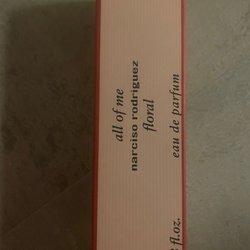 all of me
narciso rodriguez
floral
eau de parfum
fl.oz.